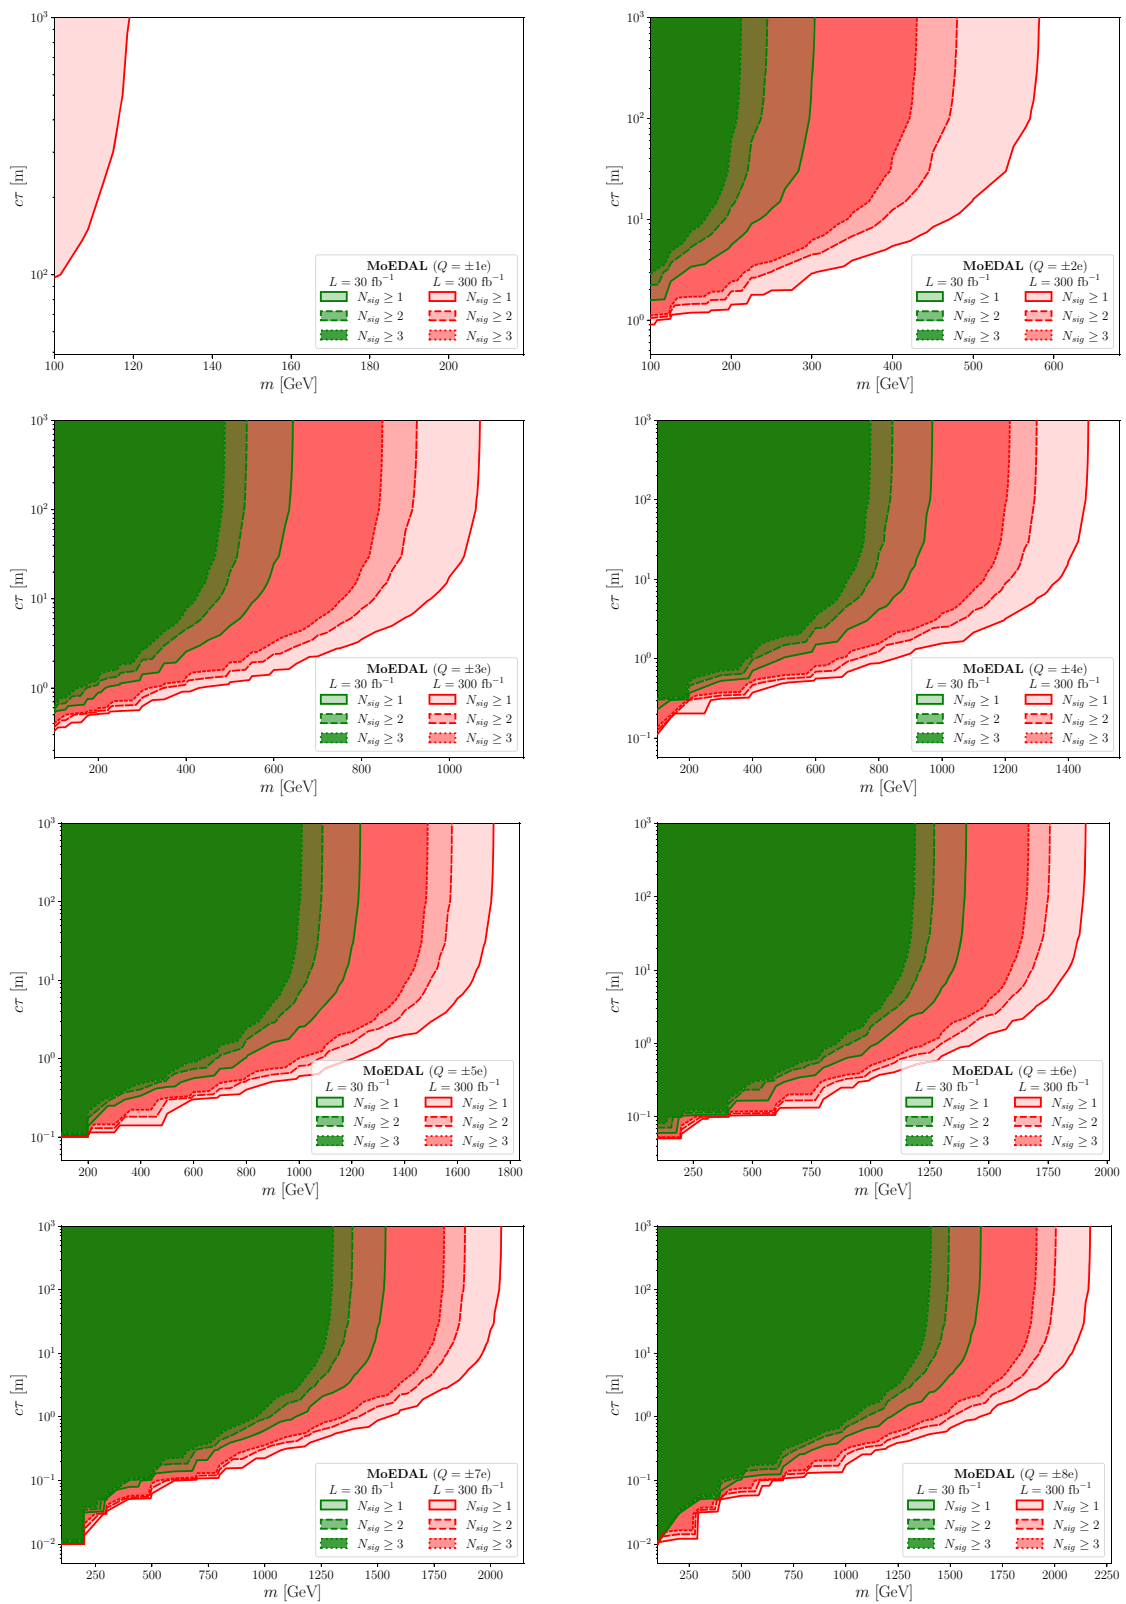 10³
10²
cτ [m]
100 120 140 160 180 200
m [GeV]
MoEDAL (Q = ±1e)
L = 30 fb⁻¹ L = 300 fb⁻¹
N_sig ≥ 1 N_sig ≥ 1
N_sig ≥ 2 N_sig ≥ 2
N_sig ≥ 3 N_sig ≥ 3
10³
10²
10¹
10⁰
cτ [m]
100 200 300 400 500 600
m [GeV]
MoEDAL (Q = ±2e)
L = 30 fb⁻¹ L = 300 fb⁻¹
N_sig ≥ 1 N_sig ≥ 1
N_sig ≥ 2 N_sig ≥ 2
N_sig ≥ 3 N_sig ≥ 3
10³
10²
10¹
10⁰
cτ [m]
200 400 600 800 1000
m [GeV]
MoEDAL (Q = ±3e)
L = 30 fb⁻¹ L = 300 fb⁻¹
N_sig ≥ 1 N_sig ≥ 1
N_sig ≥ 2 N_sig ≥ 2
N_sig ≥ 3 N_sig ≥ 3
10³
10²
10¹
10⁰
10⁻¹
cτ [m]
200 400 600 800 1000 1200 1400
m [GeV]
MoEDAL (Q = ±4e)
L = 30 fb⁻¹ L = 300 fb⁻¹
N_sig ≥ 1 N_sig ≥ 1
N_sig ≥ 2 N_sig ≥ 2
N_sig ≥ 3 N_sig ≥ 3
10³
10²
10¹
10⁰
10⁻¹
cτ [m]
200 400 600 800 1000 1200 1400 1600 1800
m [GeV]
MoEDAL (Q = ±5e)
L = 30 fb⁻¹ L = 300 fb⁻¹
N_sig ≥ 1 N_sig ≥ 1
N_sig ≥ 2 N_sig ≥ 2
N_sig ≥ 3 N_sig ≥ 3
10³
10²
10¹
10⁰
10⁻¹
cτ [m]
250 500 750 1000 1250 1500 1750 2000
m [GeV]
MoEDAL (Q = ±6e)
L = 30 fb⁻¹ L = 300 fb⁻¹
N_sig ≥ 1 N_sig ≥ 1
N_sig ≥ 2 N_sig ≥ 2
N_sig ≥ 3 N_sig ≥ 3
10³
10²
10¹
10⁰
10⁻¹
10⁻²
cτ [m]
250 500 750 1000 1250 1500 1750 2000
m [GeV]
MoEDAL (Q = ±7e)
L = 30 fb⁻¹ L = 300 fb⁻¹
N_sig ≥ 1 N_sig ≥ 1
N_sig ≥ 2 N_sig ≥ 2
N_sig ≥ 3 N_sig ≥ 3
10³
10²
10¹
10⁰
10⁻¹
10⁻²
cτ [m]
250 500 750 1000 1250 1500 1750 2000 2250
m [GeV]
MoEDAL (Q = ±8e)
L = 30 fb⁻¹ L = 300 fb⁻¹
N_sig ≥ 1 N_sig ≥ 1
N_sig ≥ 2 N_sig ≥ 2
N_sig ≥ 3 N_sig ≥ 3